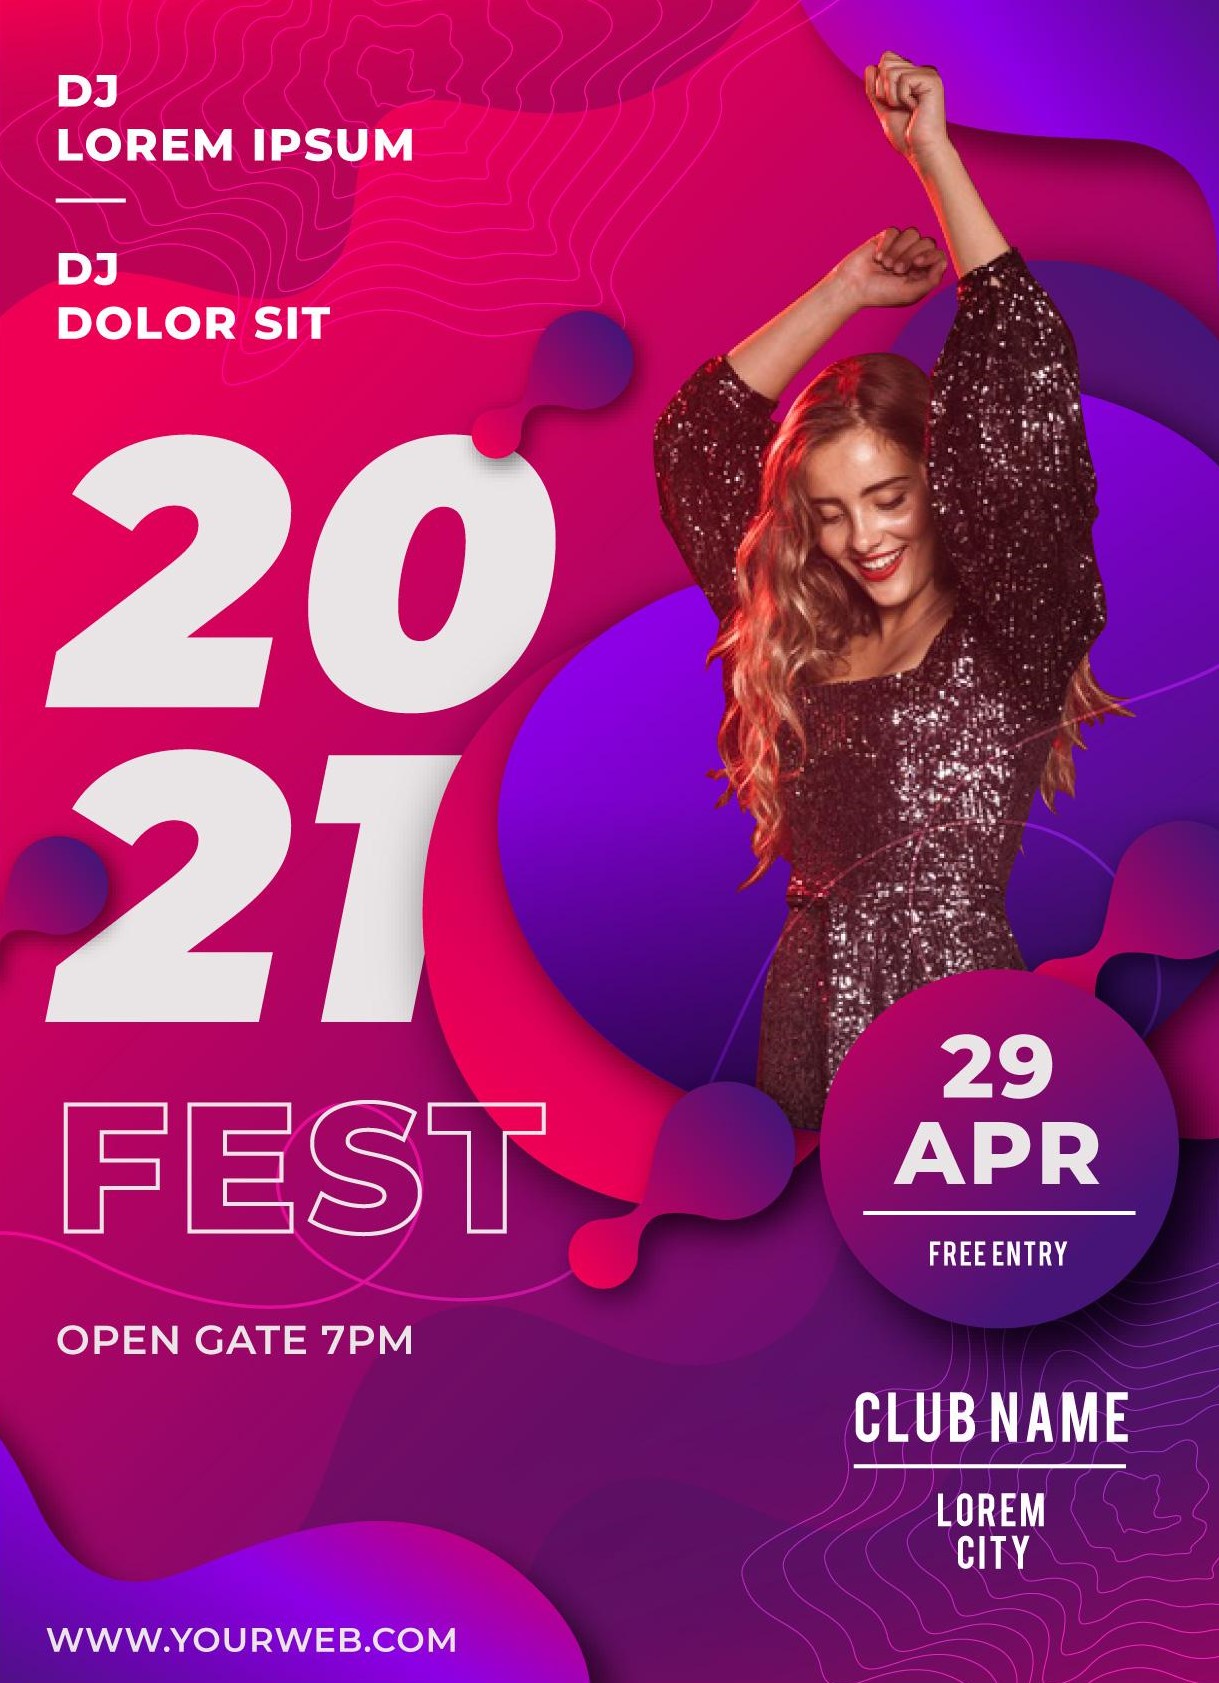 DJ
LOREM IPSUM
DJ
DOLOR SIT
20
21
FEST
OPEN GATE 7PM
29
APR
FREE ENTRY
CLUB NAME
LOREM
CITY
WWW.YOURWEB.COM